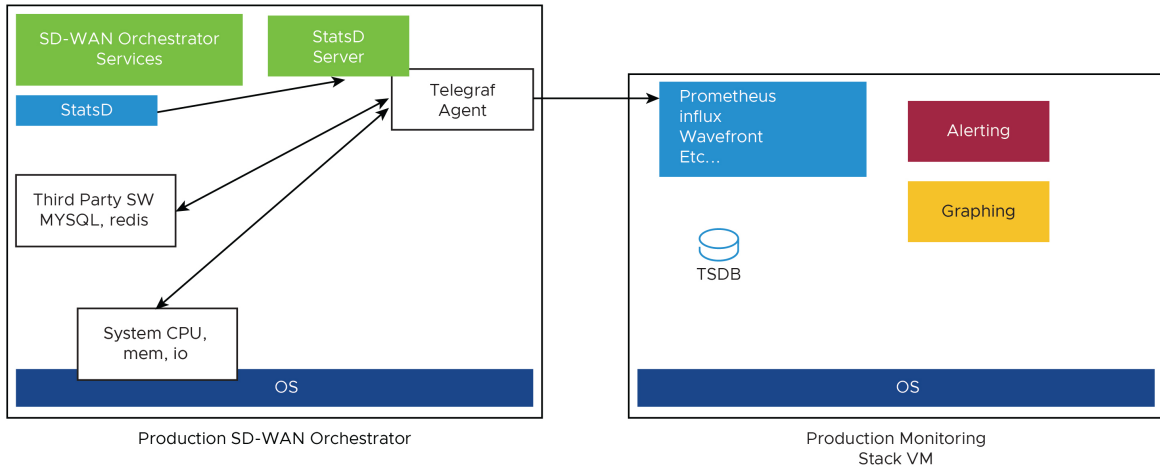 SD-WAN Orchestrator
Services
StatsD
Server
StatsD
Telegraf
Agent
Third Party SW
MYSQL, redis
System CPU,
mem, io
OS
Production SD-WAN Orchestrator
Prometheus
influx
Wavefront
Etc...
Alerting
Graphing
TSDB
OS
Production Monitoring
Stack VM